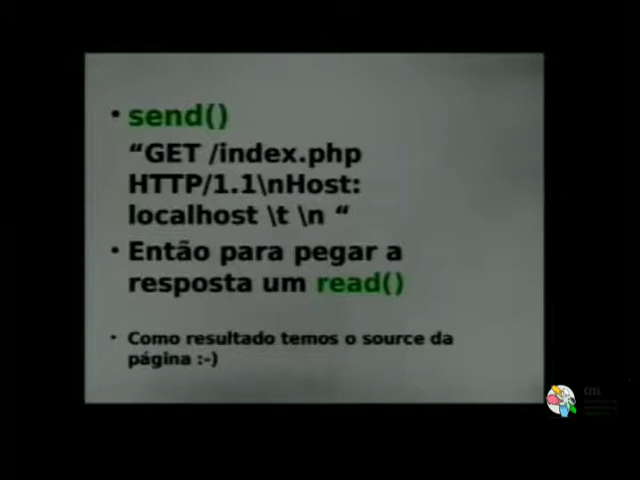 • send()
“GET /index.php
HTTP/1.1\nHost:
localhost \t \n “
• Então para pegar a
resposta um read()
• Como resultado temos o source da
página :-)